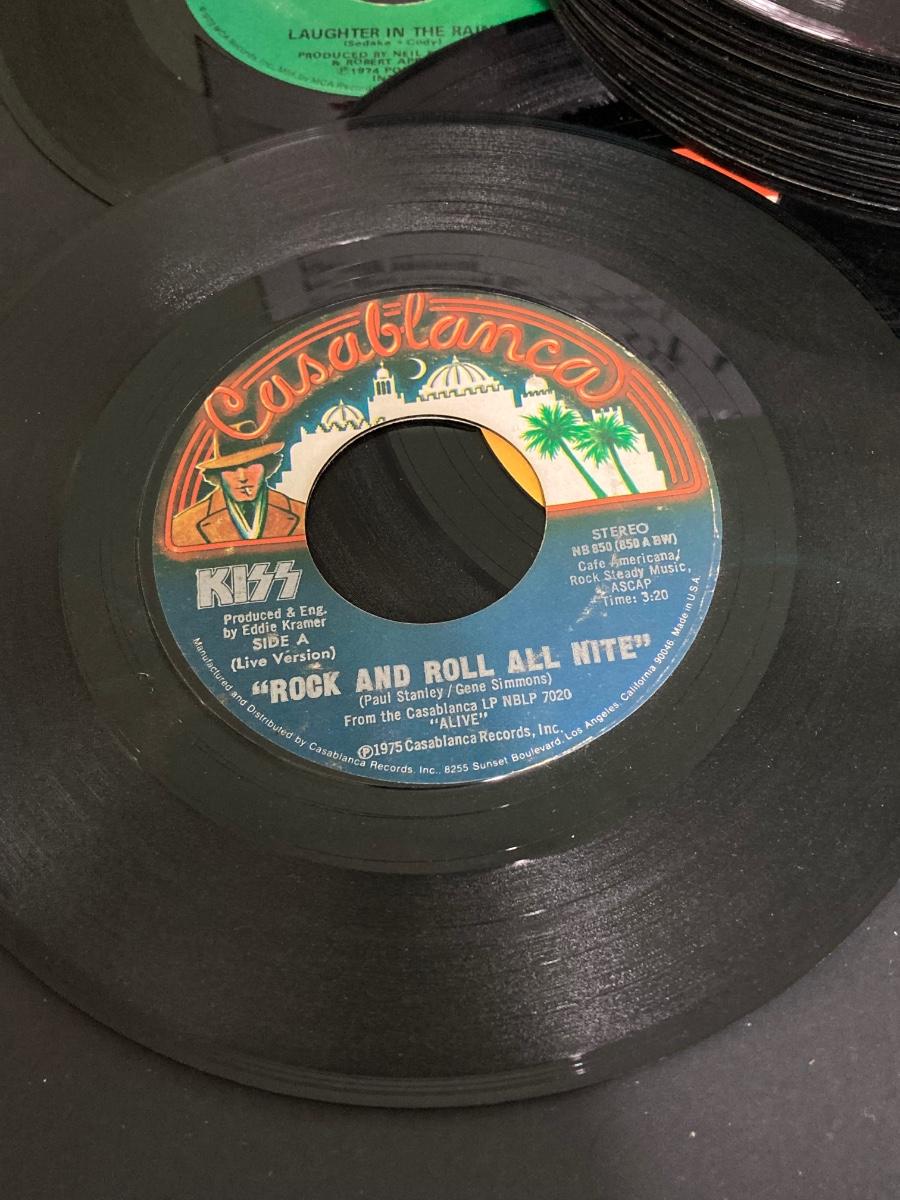 LAUGHTER IN THE RAIN
(Sedaka - Cody)
PRODUCED BY NEIL
& ROBERT
℗ 1974
Casablanca
KISS
Produced & Eng.
by Eddie Kramer
SIDE A
(Live Version)
STEREO
NB 850 (850 A BW)
Cafe Americana/
Rock Steady Music,
ASCAP
Time: 3:20
"ROCK AND ROLL ALL NITE"
(Paul Stanley/Gene Simmons)
From the Casablanca LP NBLP 7020
"ALIVE"
℗1975 Casablanca Records, Inc.
Manufactured and Distributed by Casablanca Records, Inc., 8255 Sunset Boulevard, Los Angeles, California 90046. Made in U.S.A.